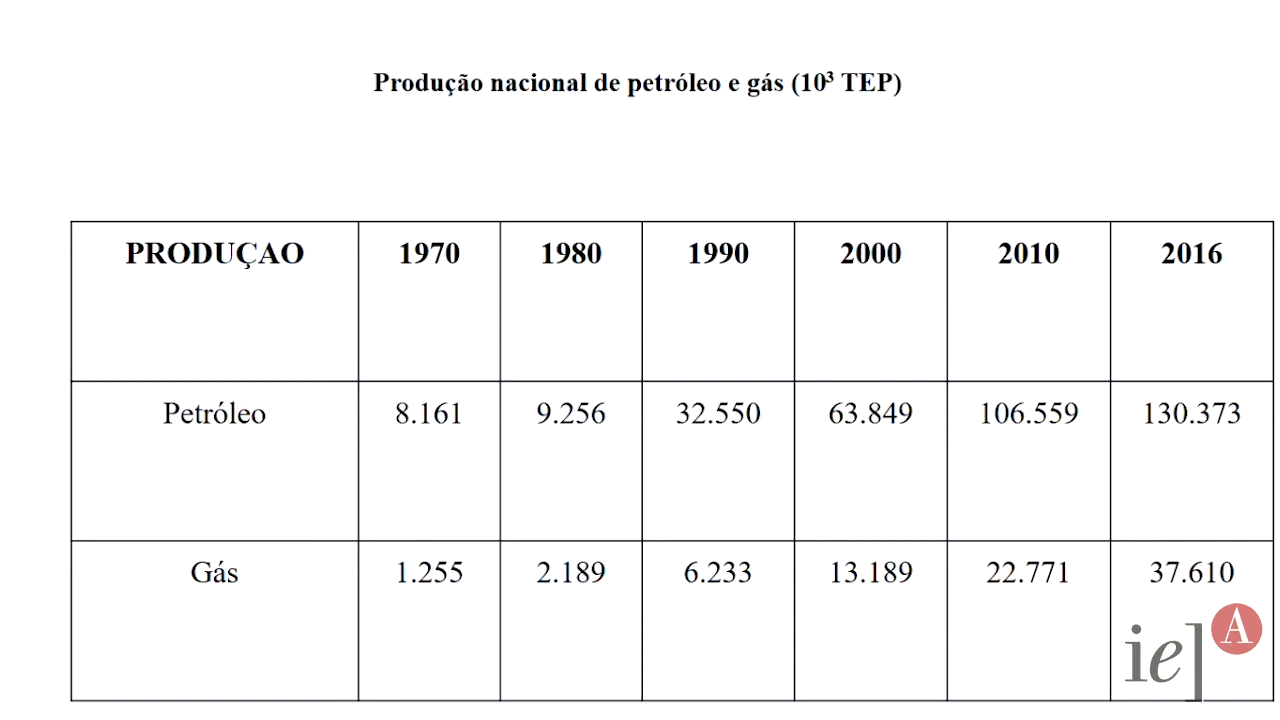 Produção nacional de petróleo e gás (10³ TEP)
PRODUÇAO 1970 1980 1990 2000 2010 2016
Petróleo 8.161 9.256 32.550 63.849 106.559 130.373
Gás 1.255 2.189 6.233 13.189 22.771 37.610
ie] A